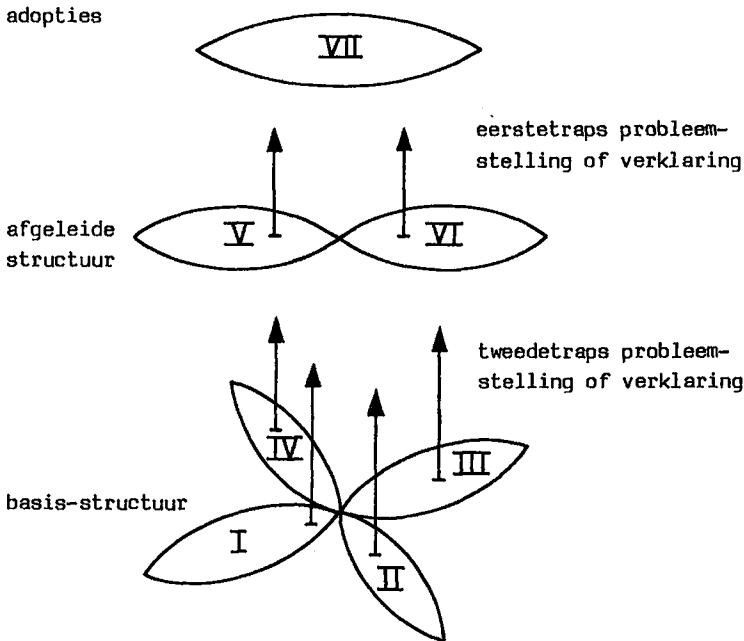 adopties
VII
eerstetraps probleem-
stelling of verklaring
afgeleide
structuur
V
VI
tweedetraps probleem-
stelling of verklaring
IV
III
basis-structuur
I
II